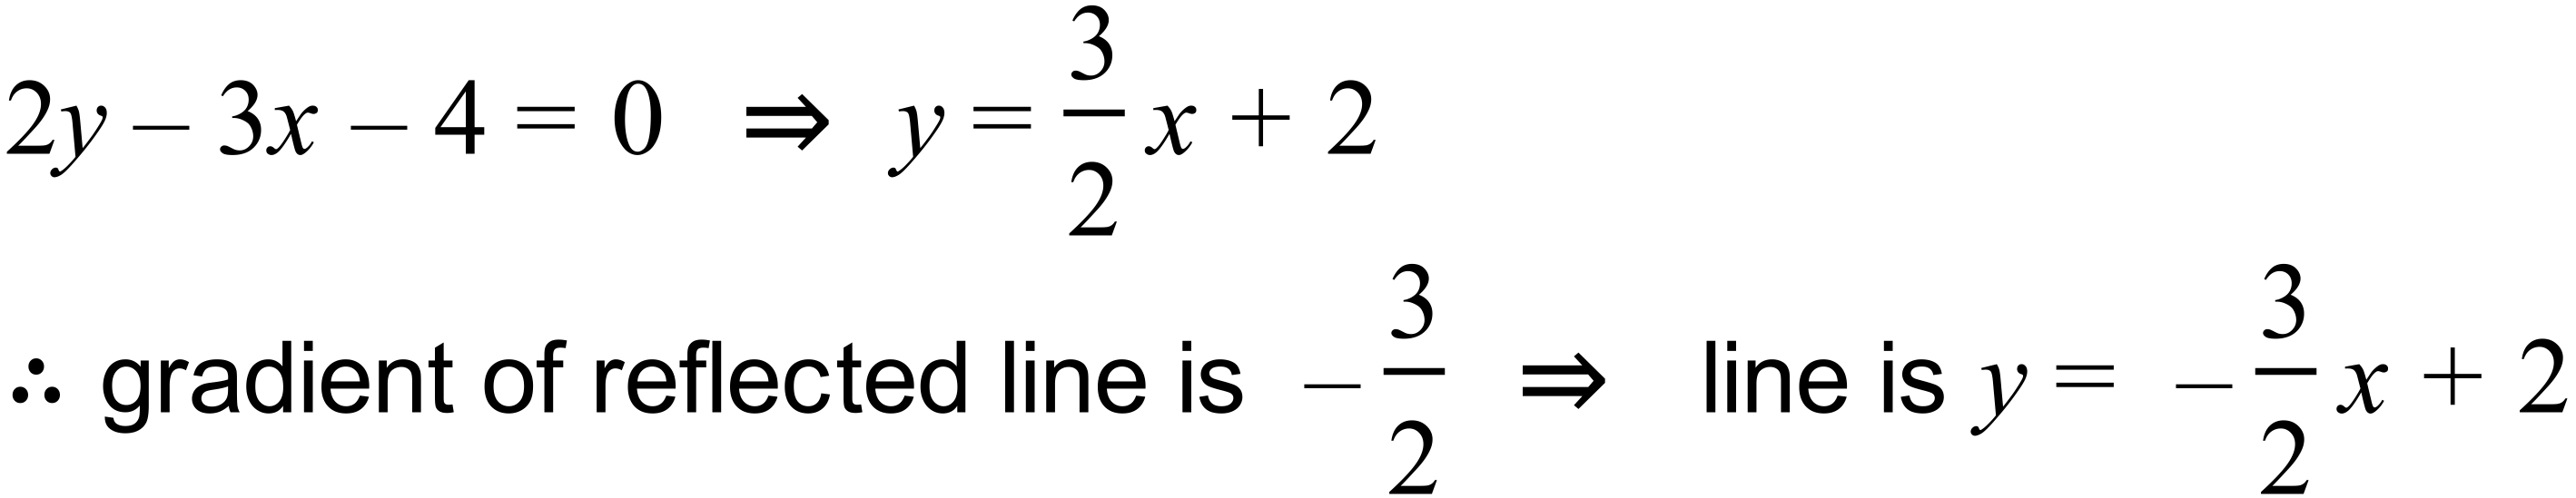 2y − 3x − 4 = 0 ⇒ y = 3/2 x + 2
∴ gradient of reflected line is − 3/2 ⇒ line is y = − 3/2 x + 2